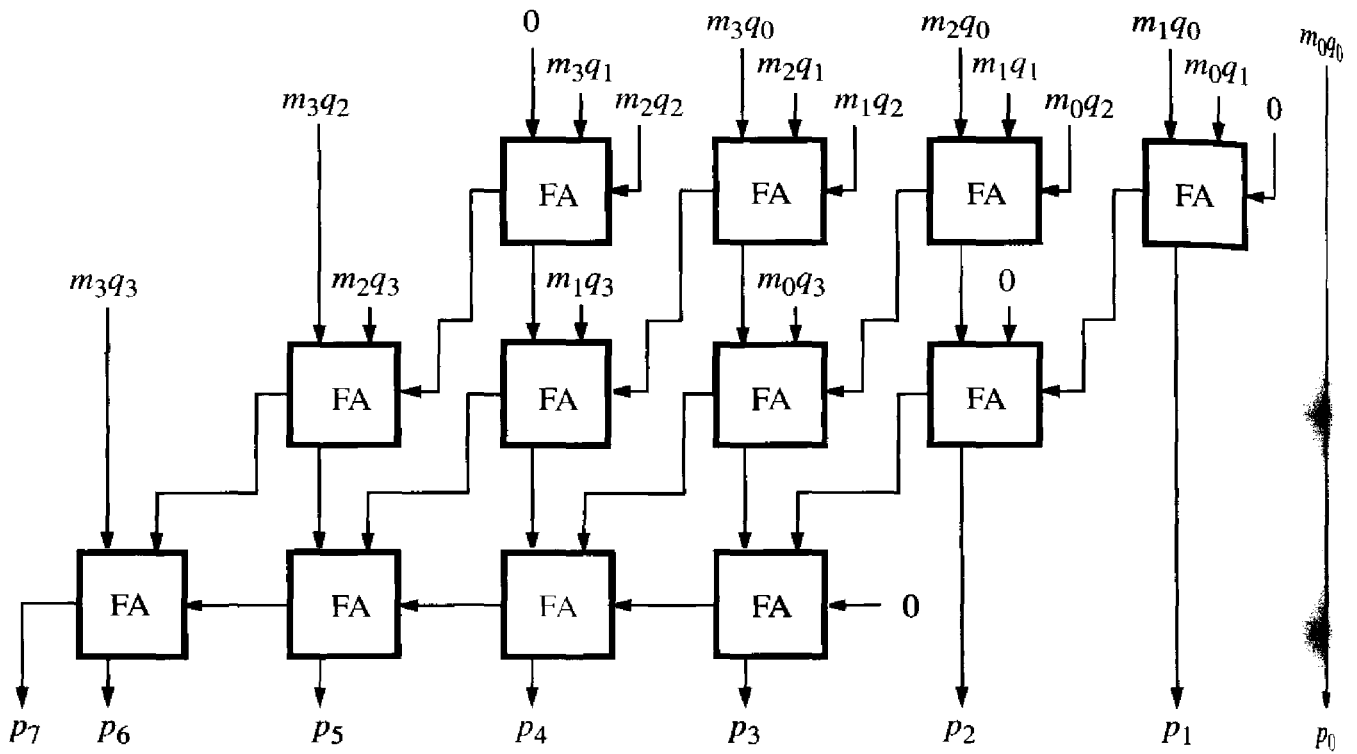 0 m₃q₀ m₂q₀ m₁q₀ m₀q₀
m₃q₁ m₂q₁ m₁q₁ m₀q₁
m₃q₂ m₂q₂ m₁q₂ m₀q₂ 0
FA FA FA FA
m₃q₃ m₂q₃ m₁q₃ m₀q₃ 0
FA FA FA FA
FA FA FA FA 0
p₇ p₆ p₅ p₄ p₃ p₂ p₁ p₀